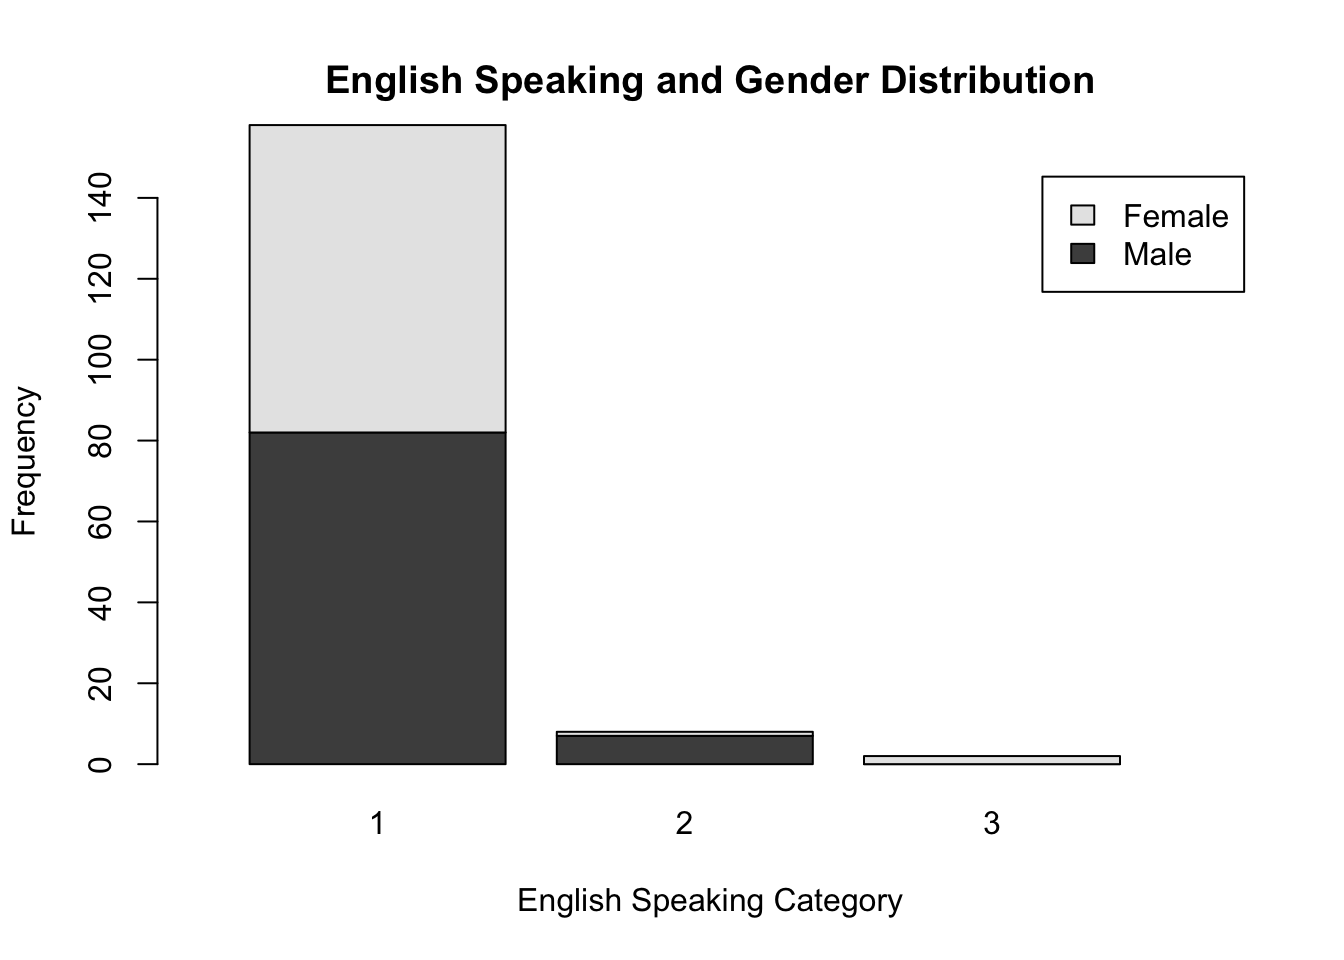 English Speaking and Gender Distribution
Female
Male
Frequency
140
120
100
80
60
40
20
0
1
2
3
English Speaking Category